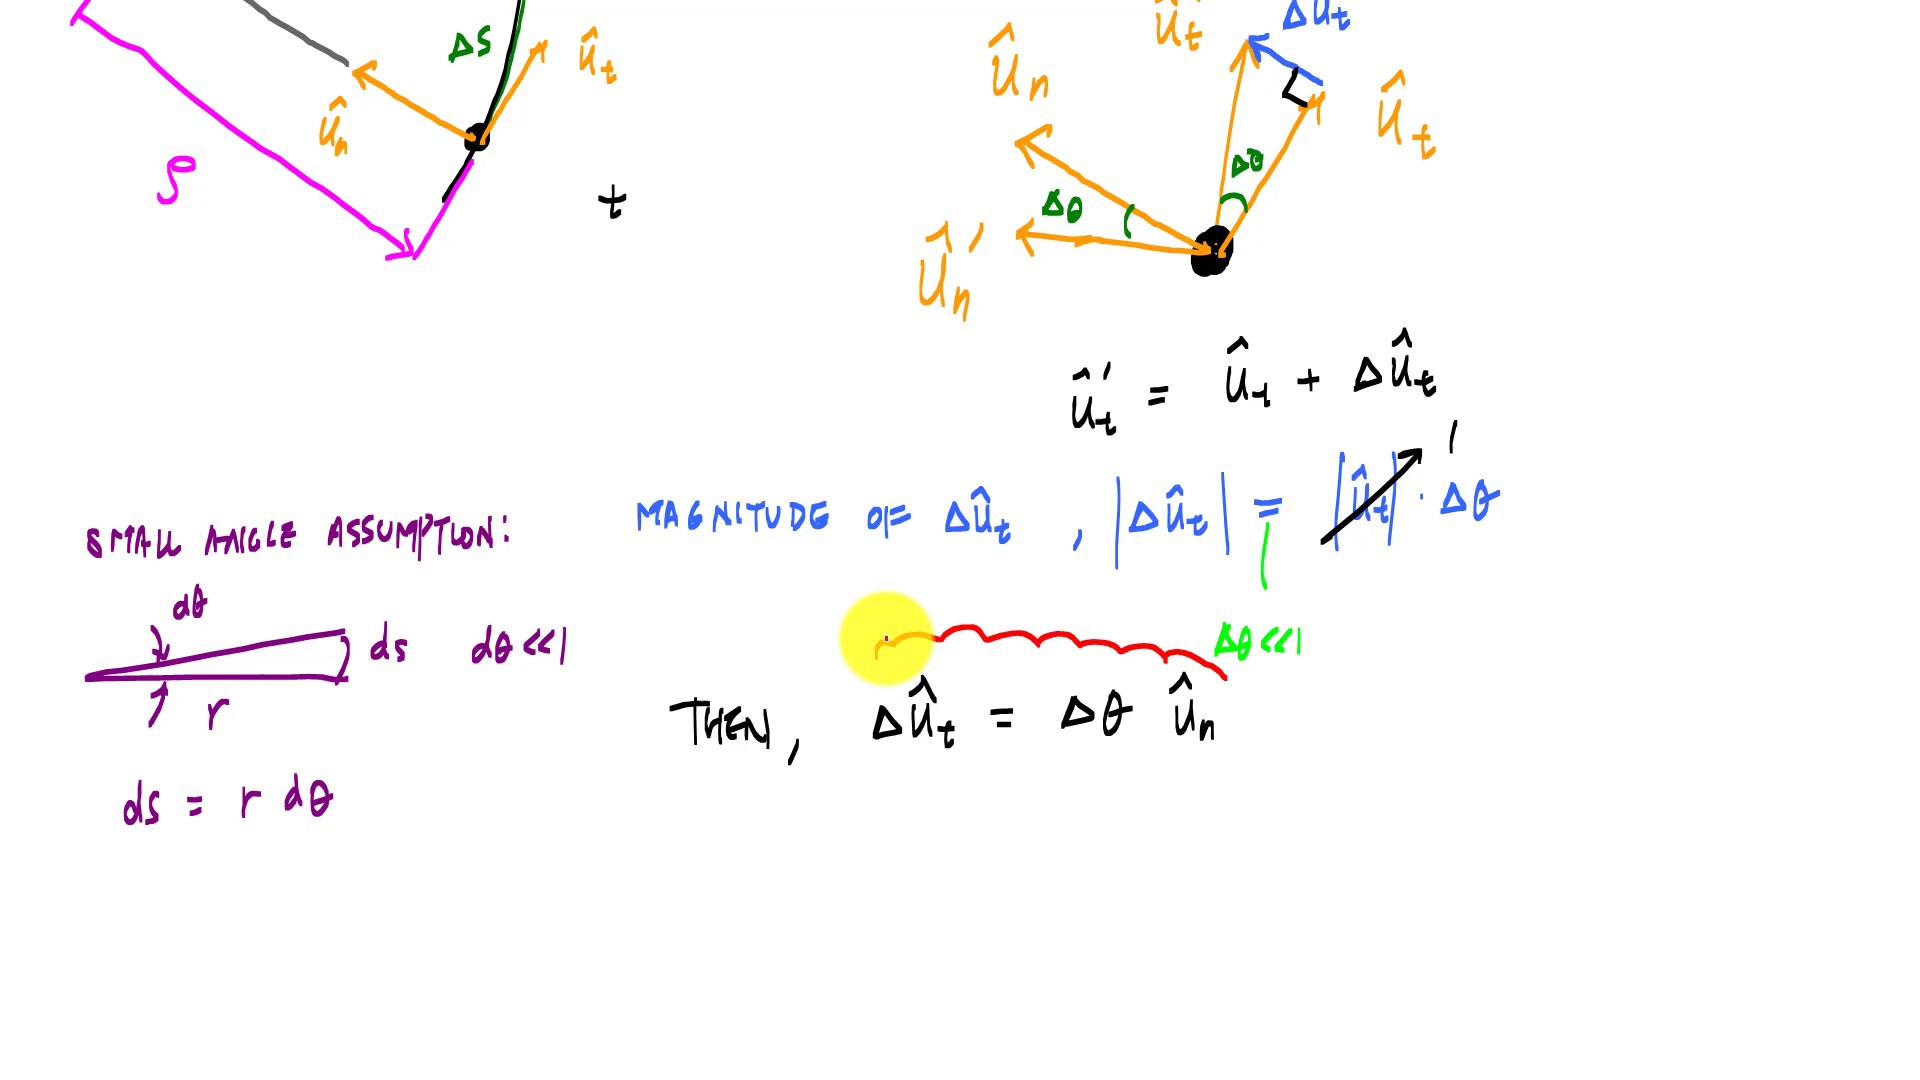 Δs
û_t
û_n
ρ
t
û_n
û_t'
Δû_t
û_t
Δθ
Δθ
û_n'
û_t' = û_t + Δû_t
MAGNITUDE OF Δû_t , |Δû_t| = |û_t| · Δθ
1
Δθ<<1
THEN, Δû_t = Δθ û_n
SMALL ANGLE ASSUMPTION:
dθ
ds dθ<<1
r
ds = r dθ